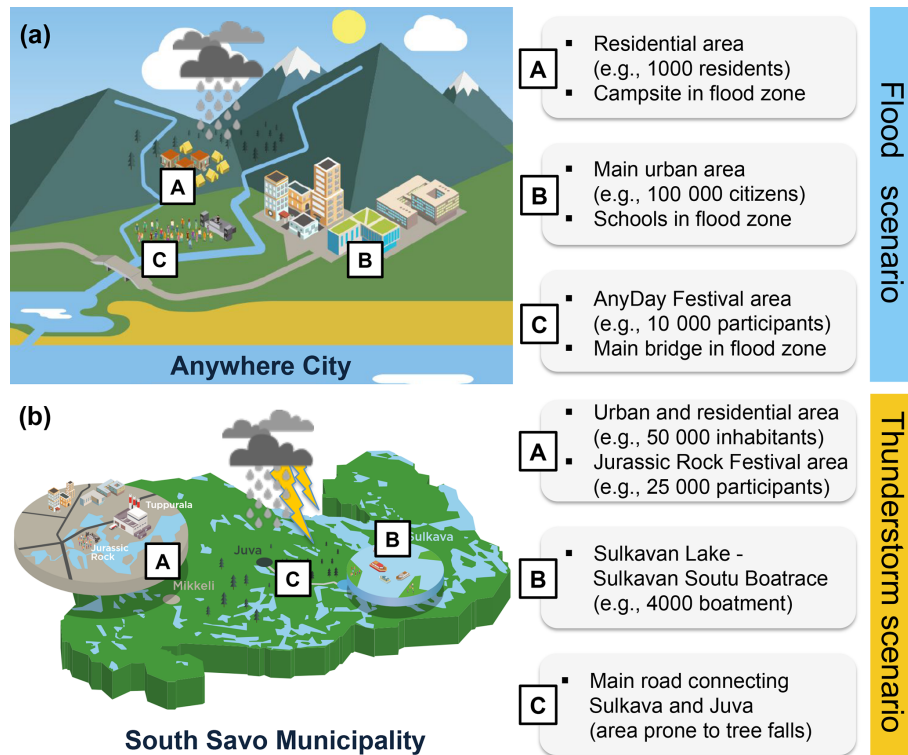 (a)
A
C
B
Anywhere City
A
▪ Residential area
(e.g., 1000 residents)
▪ Campsite in flood zone
B
▪ Main urban area
(e.g., 100 000 citizens)
▪ Schools in flood zone
C
▪ AnyDay Festival area
(e.g., 10 000 participants)
▪ Main bridge in flood zone
Flood scenario
(b)
Tuppurala
Jurassic
Rock
A
Mikkeli
Juva
C
B
Sulkava
South Savo Municipality
A
▪ Urban and residential area
(e.g., 50 000 inhabitants)
▪ Jurassic Rock Festival area
(e.g., 25 000 participants)
B
▪ Sulkavan Lake -
Sulkavan Soutu Boatrace
(e.g., 4000 boatment)
C
▪ Main road connecting
Sulkava and Juva
(area prone to tree falls)
Thunderstorm scenario